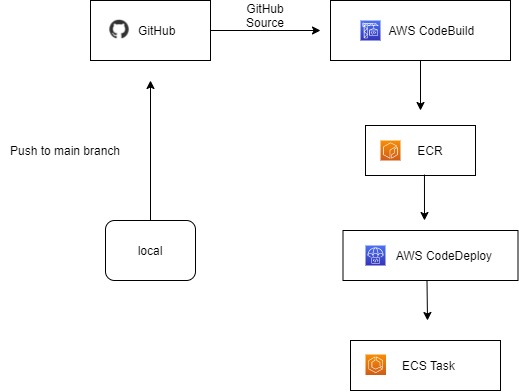 GitHub
GitHub
Source
AWS CodeBuild
Push to main branch
ECR
local
AWS CodeDeploy
ECS Task